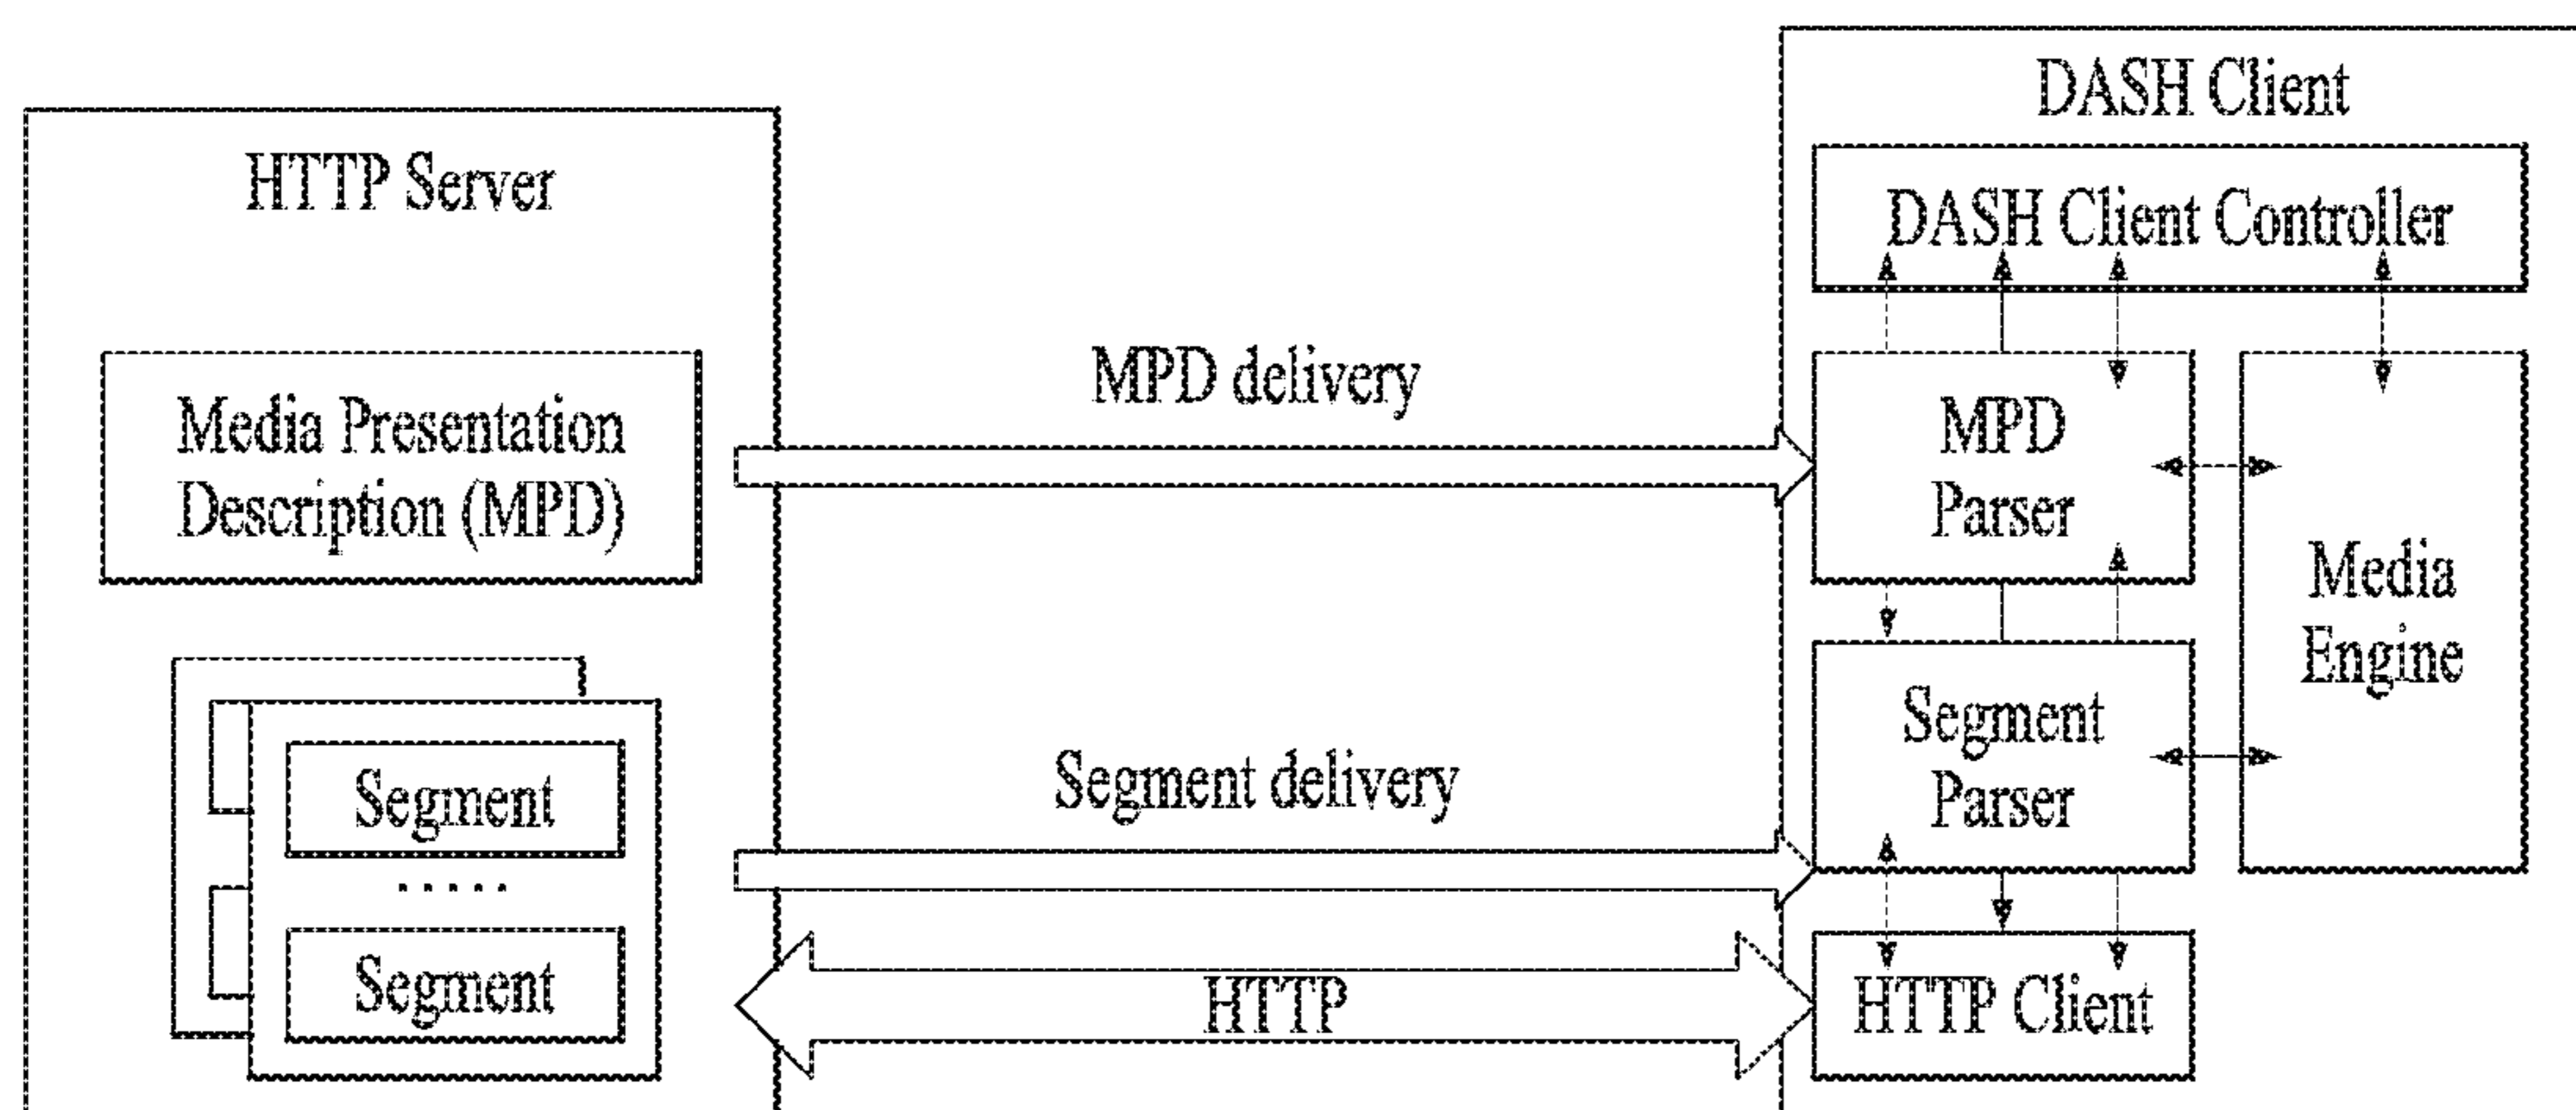 HTTP Server
Media Presentation
Description (MPD)
Segment
.....
Segment
MPD delivery
Segment delivery
HTTP
DASH Client
DASH Client Controller
MPD
Parser
Media
Engine
Segment
Parser
HTTP Client